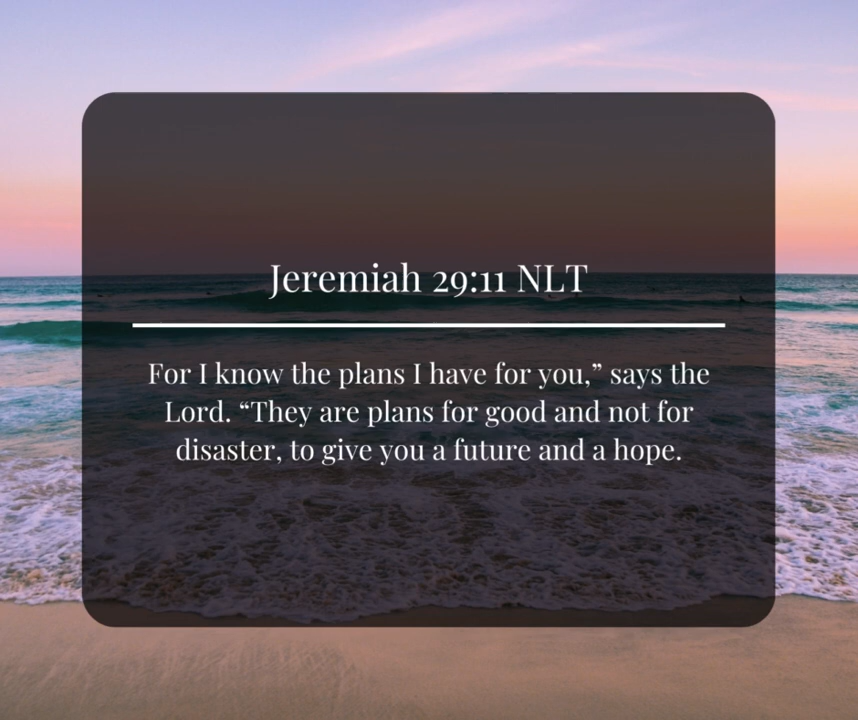 Jeremiah 29:11 NLT
For I know the plans I have for you,” says the
Lord. “They are plans for good and not for
disaster, to give you a future and a hope.